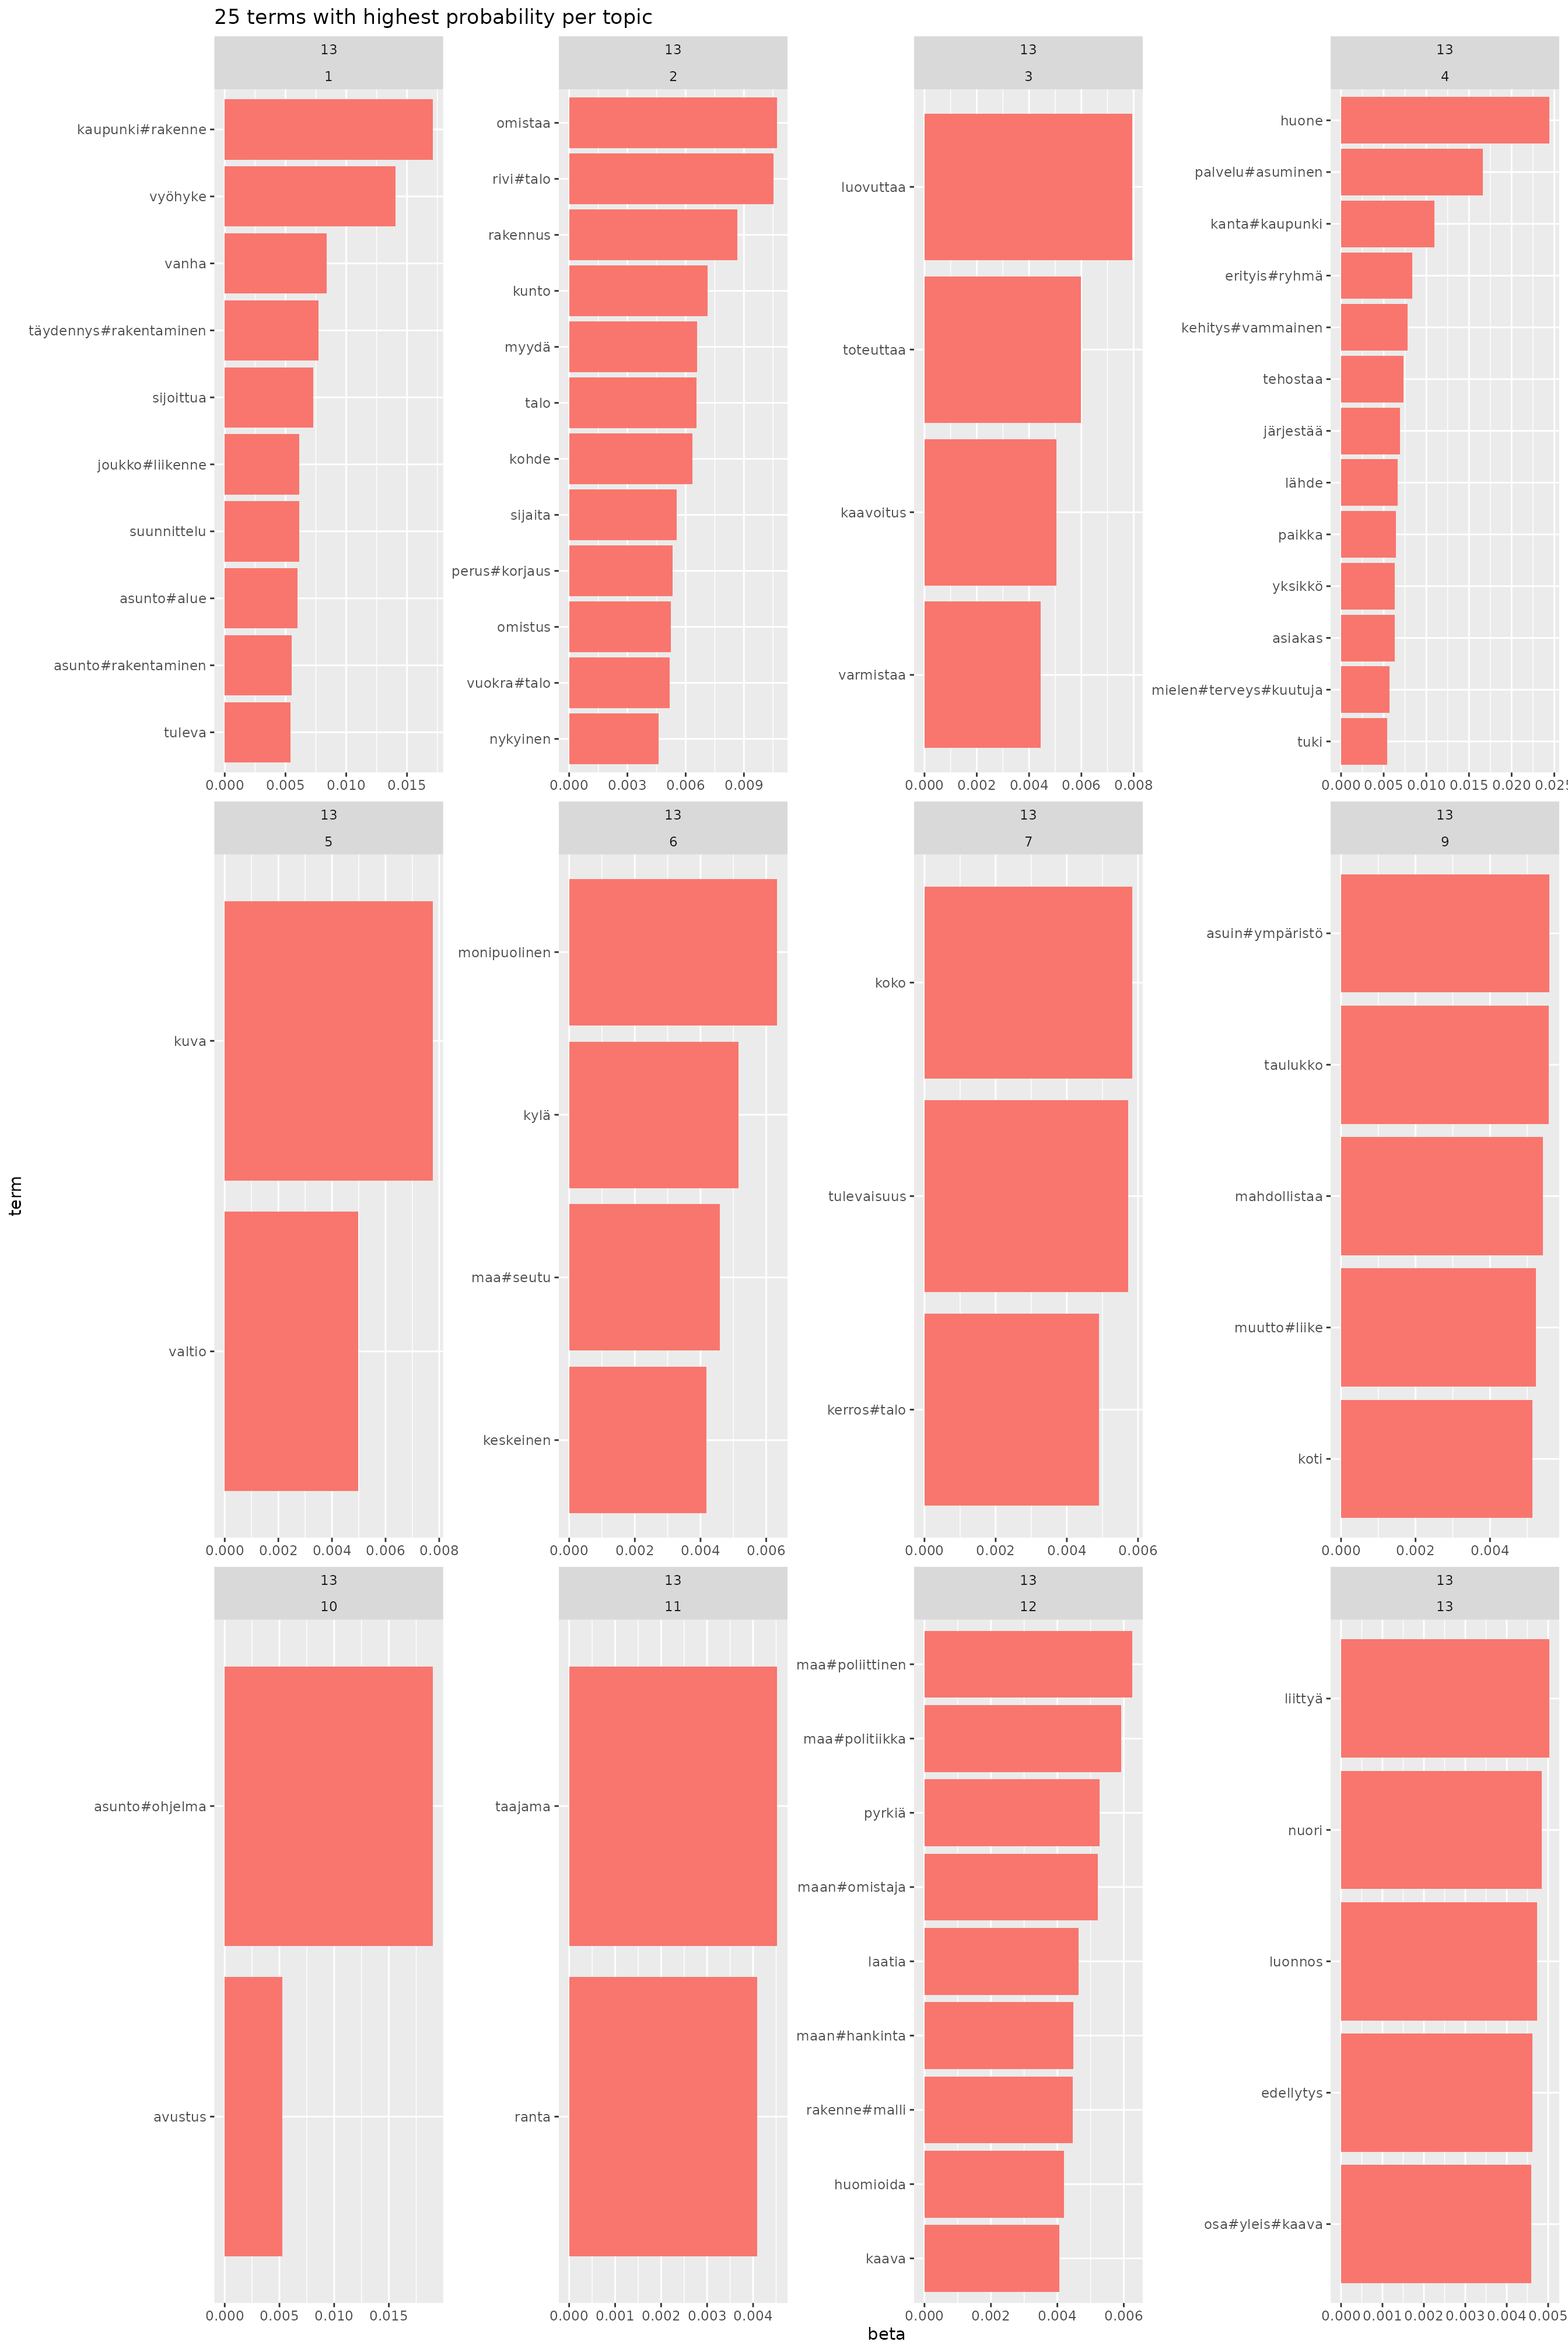 25 terms with highest probability per topic
13
1
kaupunki#rakenne
vyöhyke
vanha
täydennys#rakentaminen
sijoittua
joukko#liikenne
suunnittelu
asunto#alue
asunto#rakentaminen
tuleva
0.000 0.005 0.010 0.015
13
2
omistaa
rivi#talo
rakennus
kunto
myydä
talo
kohde
sijaita
perus#korjaus
omistus
vuokra#talo
nykyinen
0.000 0.003 0.006 0.009
13
3
luovuttaa
toteuttaa
kaavoitus
varmistaa
0.000 0.002 0.004 0.006 0.008
13
4
huone
palvelu#asuminen
kanta#kaupunki
erityis#ryhmä
kehitys#vammainen
tehostaa
järjestää
lähde
paikka
yksikkö
asiakas
mielen#terveys#kuutuja
tuki
0.000 0.005 0.010 0.015 0.020 0.025
13
5
kuva
valtio
0.000 0.002 0.004 0.006 0.008
13
6
monipuolinen
kylä
maa#seutu
keskeinen
0.000 0.002 0.004 0.006
13
7
koko
tulevaisuus
kerros#talo
0.000 0.002 0.004 0.006
13
9
asuin#ympäristö
taulukko
mahdollistaa
muutto#liike
koti
0.000 0.002 0.004
13
10
asunto#ohjelma
avustus
0.000 0.005 0.010 0.015
13
11
taajama
ranta
0.000 0.001 0.002 0.003 0.004
13
12
maa#poliittinen
maa#politiikka
pyrkiä
maan#omistaja
laatia
maan#hankinta
rakenne#malli
huomioida
kaava
0.000 0.002 0.004 0.006
13
13
liittyä
nuori
luonnos
edellytys
osa#yleis#kaava
0.000 0.001 0.002 0.003 0.004 0.005
term
beta